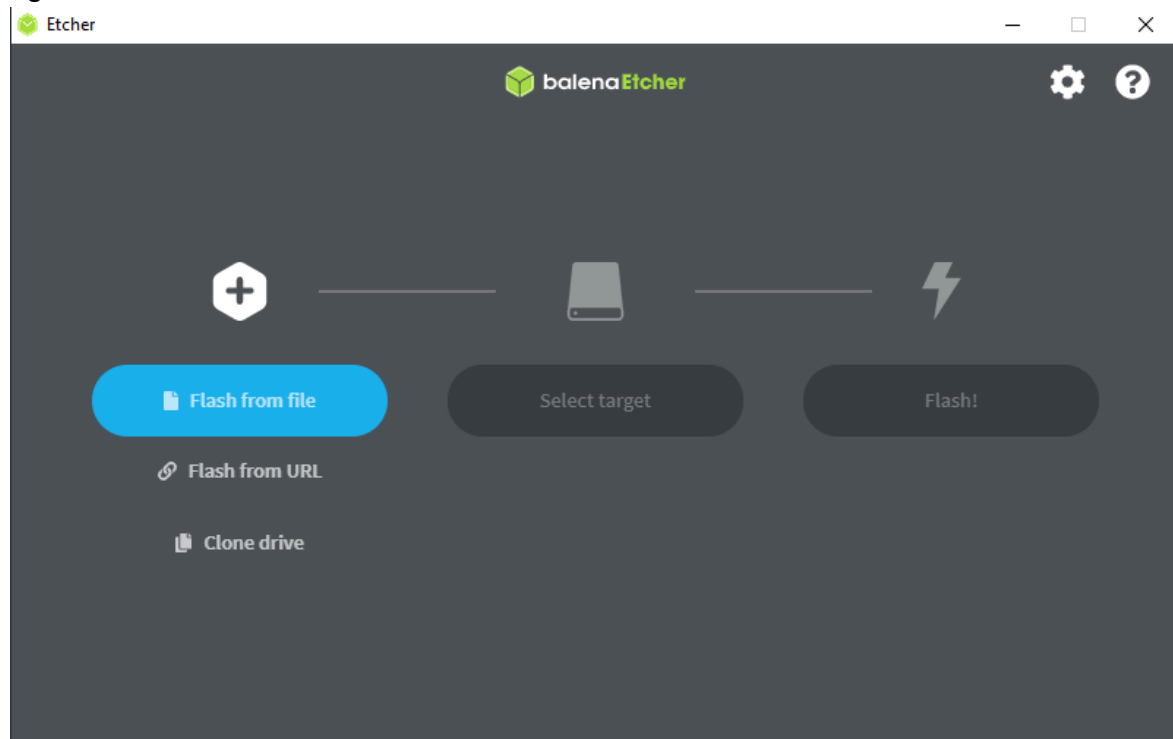 Etcher
balenaEtcher
Flash from file
Select target
Flash!
Flash from URL
Clone drive